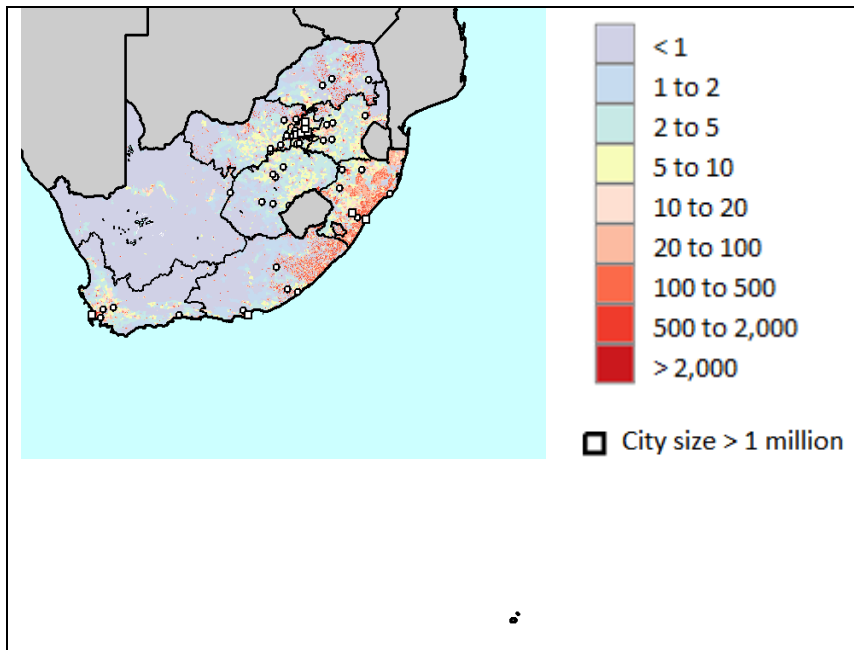 < 1
1 to 2
2 to 5
5 to 10
10 to 20
20 to 100
100 to 500
500 to 2,000
> 2,000
City size > 1 million